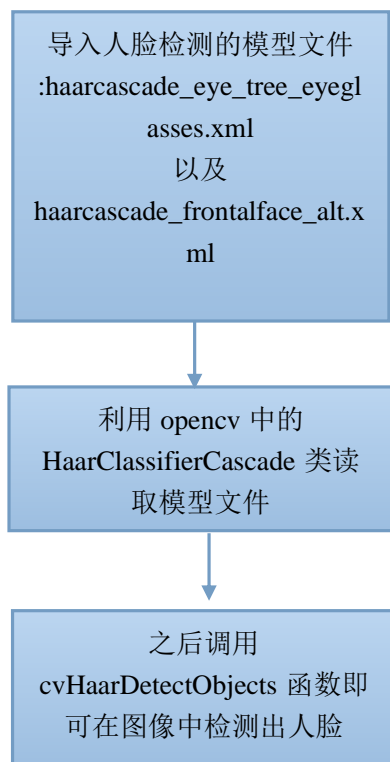 导入人脸检测的模型文件
:haarcascade_eye_tree_eyegl
asses.xml
以及
haarcascade_frontalface_alt.x
ml
利用 opencv 中的
HaarClassifierCascade 类读
取模型文件
之后调用
cvHaarDetectObjects 函数即
可在图像中检测出人脸